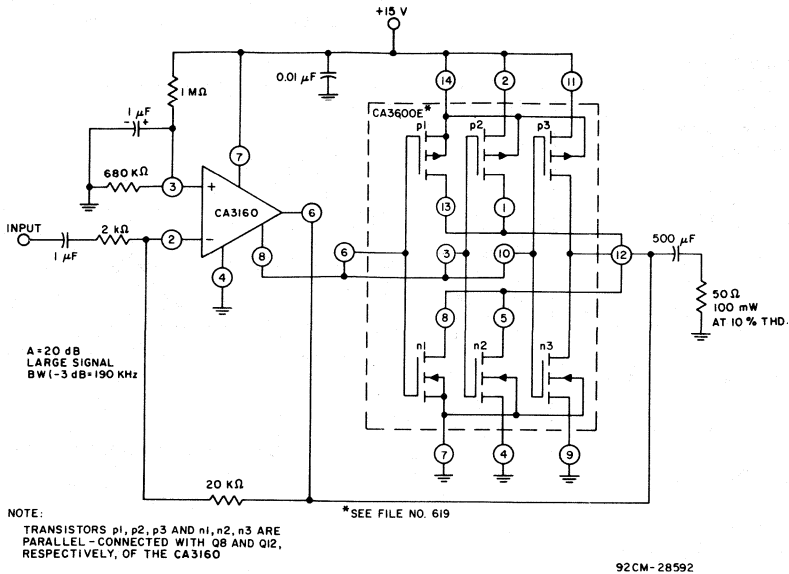 +15 V
0.01 µF
1 MΩ
1 µF
- +
680 KΩ
3
+
7
CA3160
6
INPUT
1 µF
2 kΩ
2
−
4
8
14
2
11
CA3600E*
p1
p2
p3
13
1
6
3
10
12
500 µF
50Ω
100 mW
AT 10 % THD.
8
5
n1
n2
n3
7
4
9
A = 20 dB
LARGE SIGNAL
BW (-3 dB = 190 KHz
20 KΩ
*SEE FILE NO. 619
NOTE:
TRANSISTORS p1, p2, p3 AND n1, n2, n3 ARE
PARALLEL - CONNECTED WITH Q8 AND Q12,
RESPECTIVELY, OF THE CA3160
92CM-28592